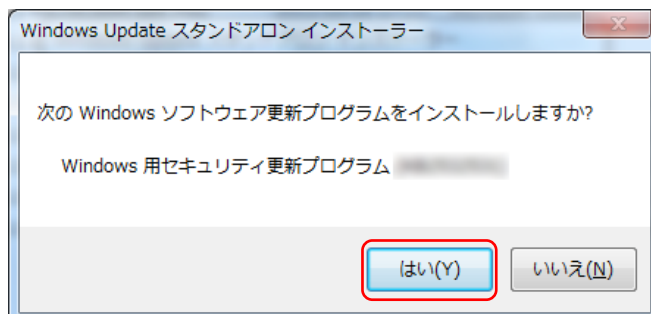 Windows Update スタンドアロン インストーラー
次の Windows ソフトウェア更新プログラムをインストールしますか?
Windows 用セキュリティ更新プログラム
はい(Y) いいえ(N)